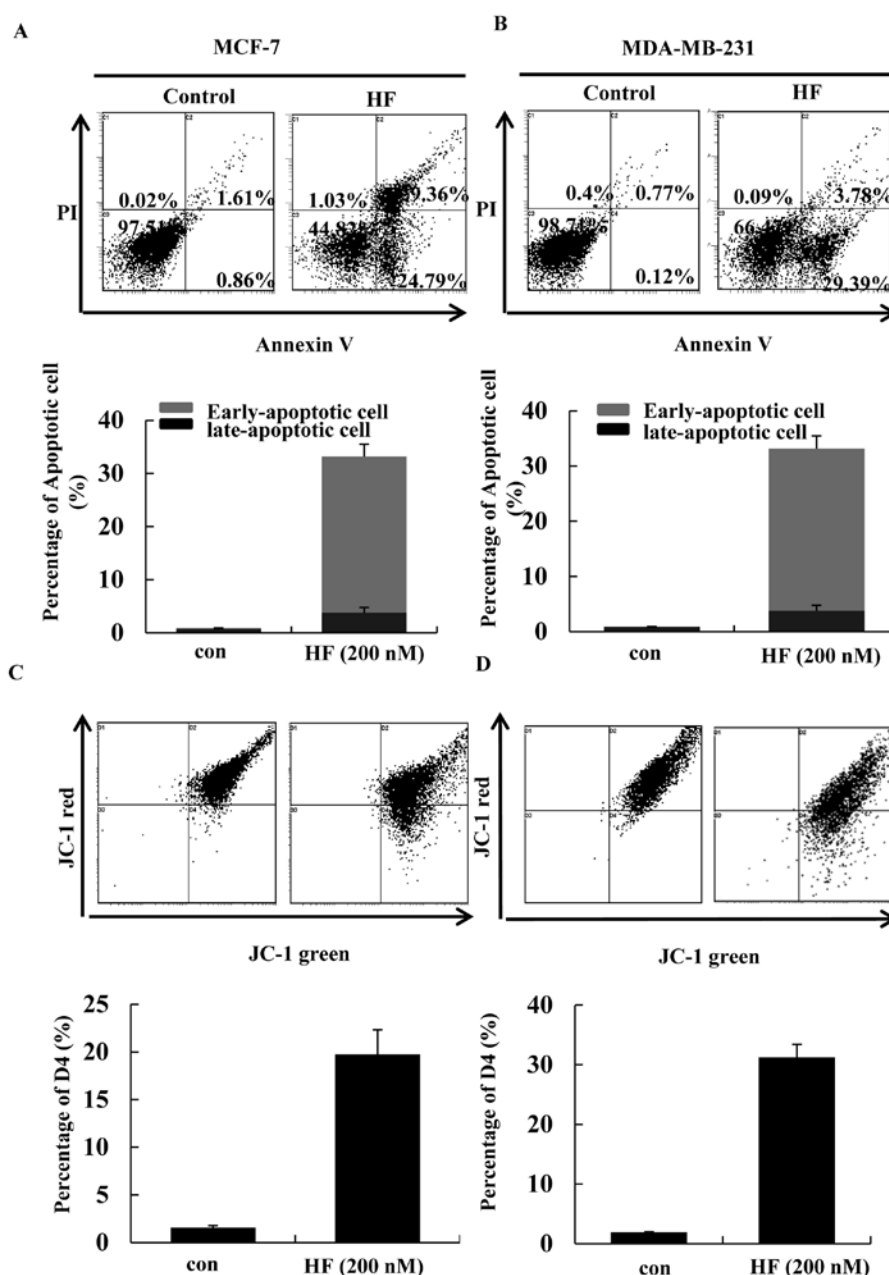 A
B
MCF-7
MDA-MB-231
Control
HF
Control
HF
0.02%
1.61%
1.03%
0.4%
0.77%
0.09%
3.78%
PI
PI
0.86%
24.79%
0.12%
29.39%
Annexin V
Annexin V
Percentage of Apoptotic cell
(%)
40
30
20
10
0
Early-apoptotic cell
late-apoptotic cell
con
HF (200 nM)
Percentage of Apoptotic cell
(%)
40
30
20
10
0
Early-apoptotic cell
late-apoptotic cell
con
HF (200 nM)
C
D
JC-1 red
JC-1 red
JC-1 green
JC-1 green
Percentage of D4 (%)
25
20
15
10
5
0
con
HF (200 nM)
Percentage of D4 (%)
40
30
20
10
0
con
HF (200 nM)